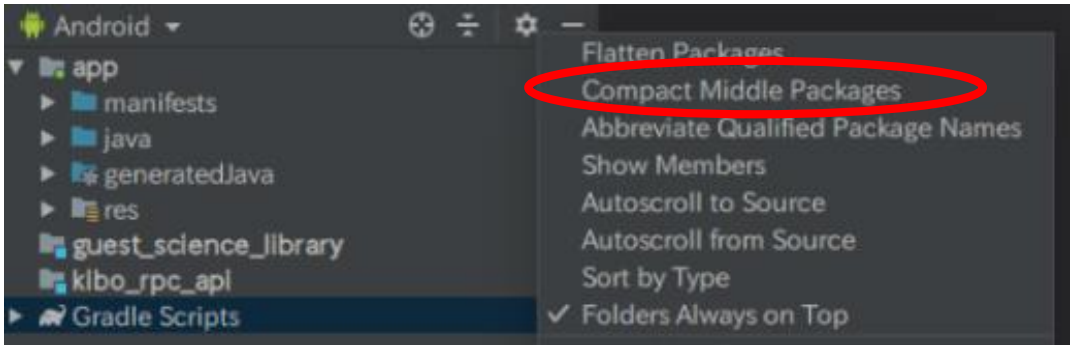 Android
app
manifests
java
generatedJava
res
guest_science_library
kibo_rpc_api
Gradle Scripts
Flatten Packages
Compact Middle Packages
Abbreviate Qualified Package Names
Show Members
Autoscroll to Source
Autoscroll from Source
Sort by Type
Folders Always on Top